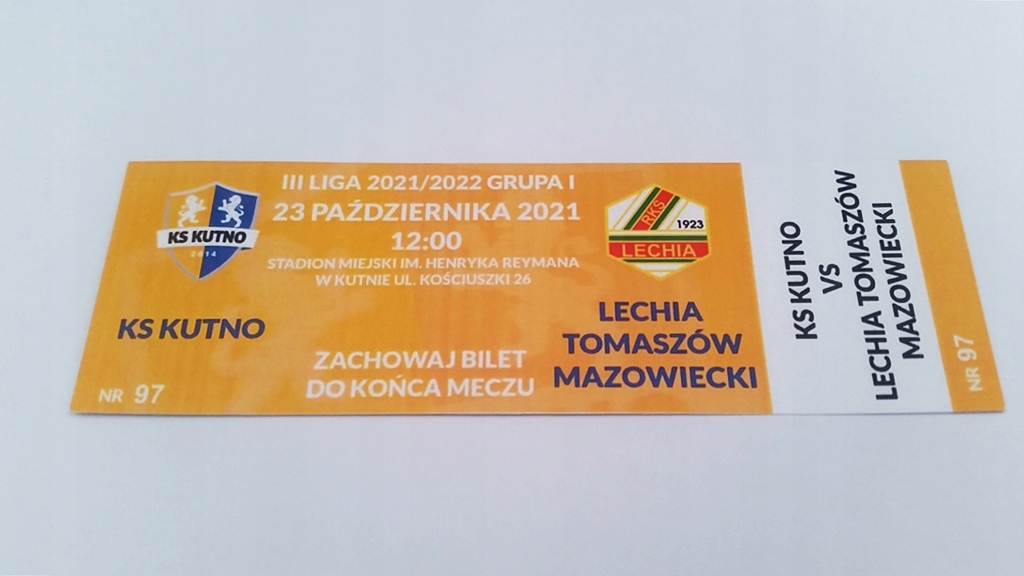 III LIGA 2021/2022 GRUPA I
23 PAŹDZIERNIKA 2021
12:00
STADION MIEJSKI IM. HENRYKA REYMANA
W KUTNIE UL. KOŚCIUSZKI 26
KS KUTNO
2014
KS KUTNO
RKS
1923
LECHIA
LECHIA
TOMASZÓW
MAZOWIECKI
ZACHOWAJ BILET
DO KOŃCA MECZU
NR 97
KS KUTNO
VS
LECHIA TOMASZÓW
MAZOWIECKI
NR 97